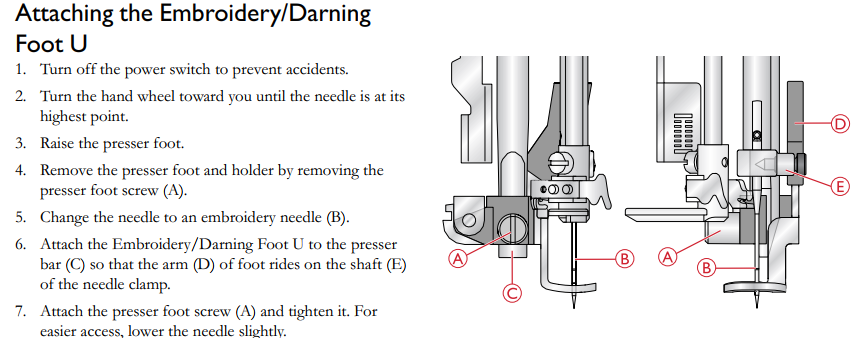 Attaching the Embroidery/Darning
Foot U
1. Turn off the power switch to prevent accidents.
2. Turn the hand wheel toward you until the needle is at its
highest point.
3. Raise the presser foot.
4. Remove the presser foot and holder by removing the
presser foot screw (A).
5. Change the needle to an embroidery needle (B).
6. Attach the Embroidery/Darning Foot U to the presser
bar (C) so that the arm (D) of foot rides on the shaft (E)
of the needle clamp.
7. Attach the presser foot screw (A) and tighten it. For
easier access, lower the needle slightly.
D
E
A
B
A
B
C